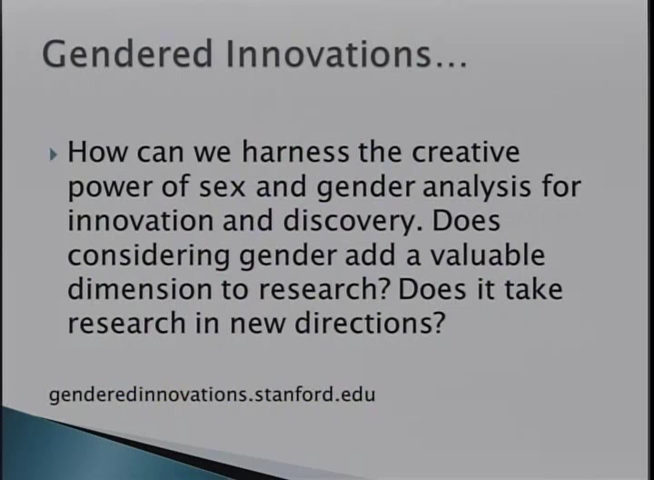 Gendered Innovations...
How can we harness the creative
power of sex and gender analysis for
innovation and discovery. Does
considering gender add a valuable
dimension to research? Does it take
research in new directions?
genderedinnovations.stanford.edu